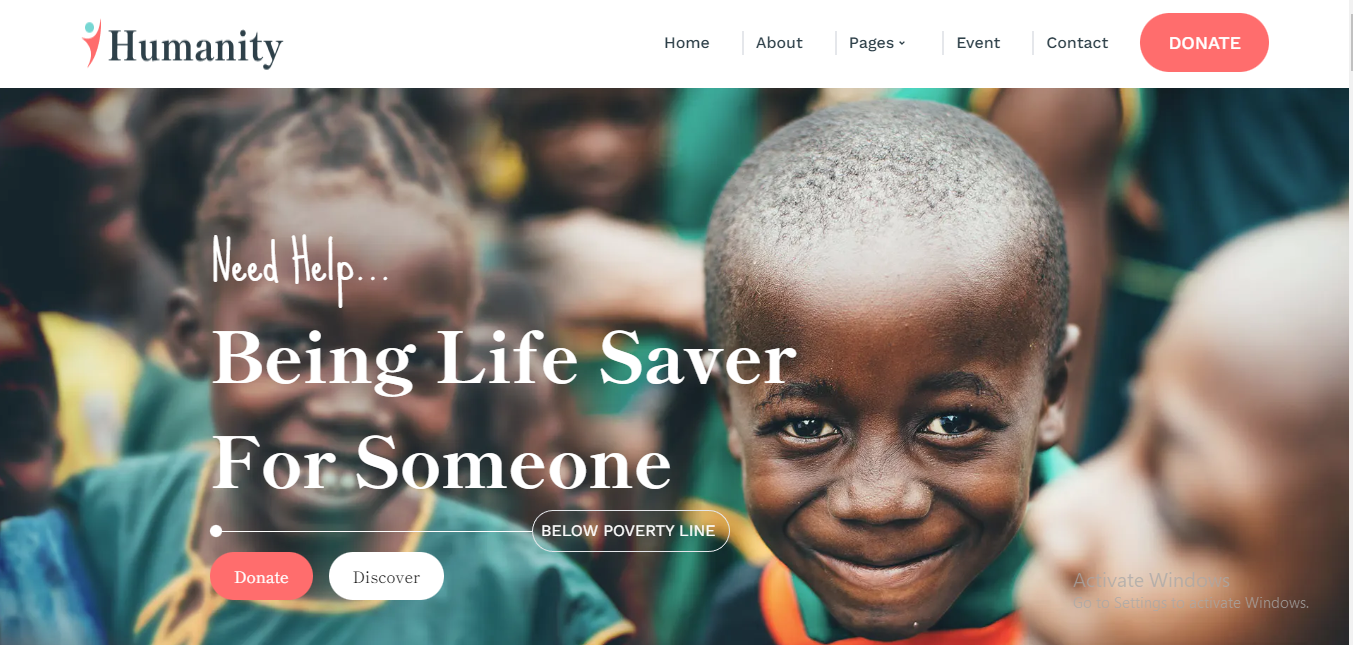 Humanity
Home
About
Pages
Event
Contact
DONATE
Need Help...
Being Life Saver
For Someone
BELOW POVERTY LINE
Donate
Discover
Activate Windows
Go to Settings to activate Windows.